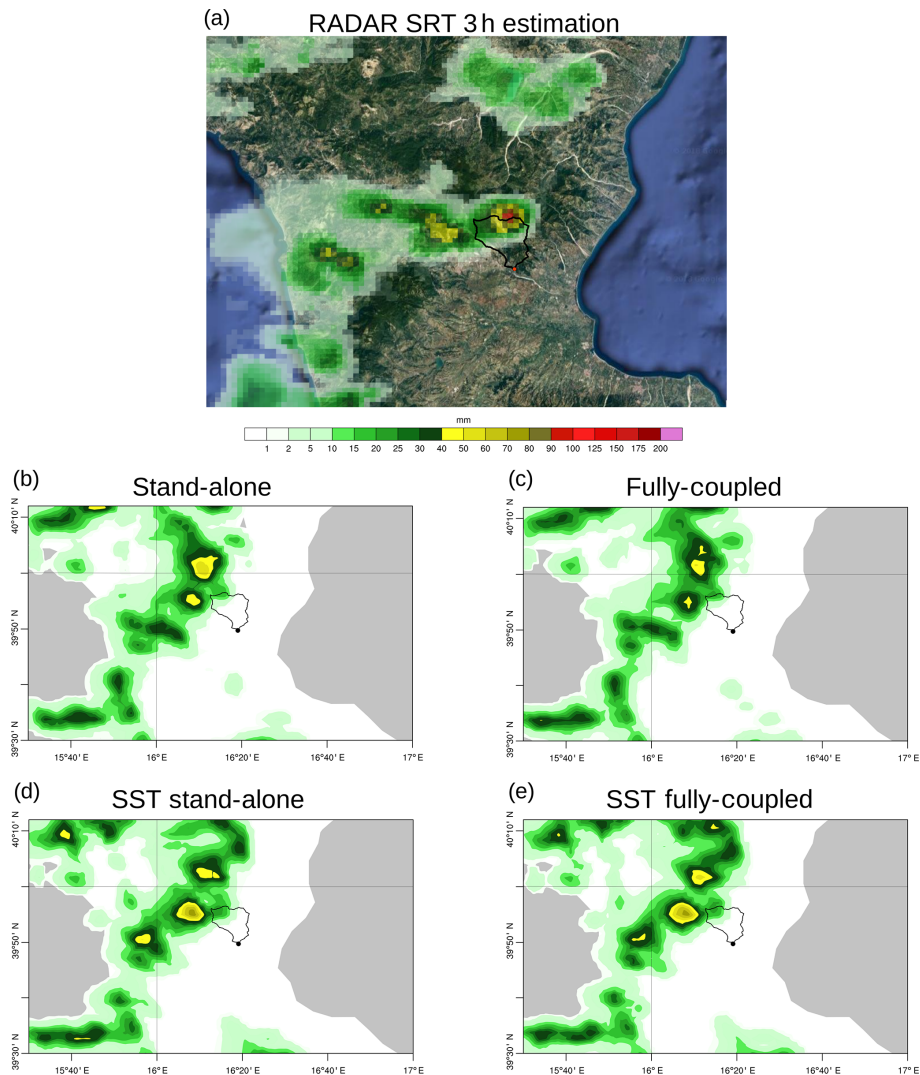 (a) RADAR SRT 3 h estimation
mm
1 2 5 10 15 20 25 30 40 50 60 70 80 90 100 125 150 175 200
(b) Stand-alone
(c) Fully-coupled
40°10' N
39°50' N
39°30' N
15°40' E 16° E 16°20' E 16°40' E 17° E
40°10' N
39°50' N
39°30' N
15°40' E 16° E 16°20' E 16°40' E 17° E
(d) SST stand-alone
(e) SST fully-coupled
40°10' N
39°50' N
39°30' N
15°40' E 16° E 16°20' E 16°40' E 17° E
40°10' N
39°50' N
39°30' N
15°40' E 16° E 16°20' E 16°40' E 17° E